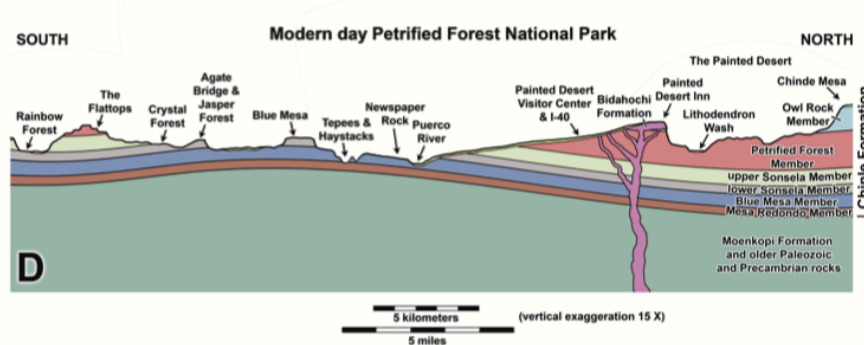 Modern day Petrified Forest National Park
SOUTH
NORTH
The Painted Desert
Rainbow
Forest
The
Flattops
Crystal
Forest
Agate
Bridge &
Jasper
Forest
Blue Mesa
Tepees &
Haystacks
Newspaper
Rock
Puerco
River
Painted Desert
Visitor Center
& I-40
Bidahochi
Formation
Painted
Desert Inn
Lithodendron
Wash
Chinde Mesa
Owl Rock
Member
Petrified Forest
Member
upper Sonsela Member
lower Sonsela Member
Blue Mesa Member
Mesa Redondo Member
Chinle Formation
Moenkopi Formation
and older Paleozoic
and Precambrian rocks
D
5 kilometers
(vertical exaggeration 15 X)
5 miles